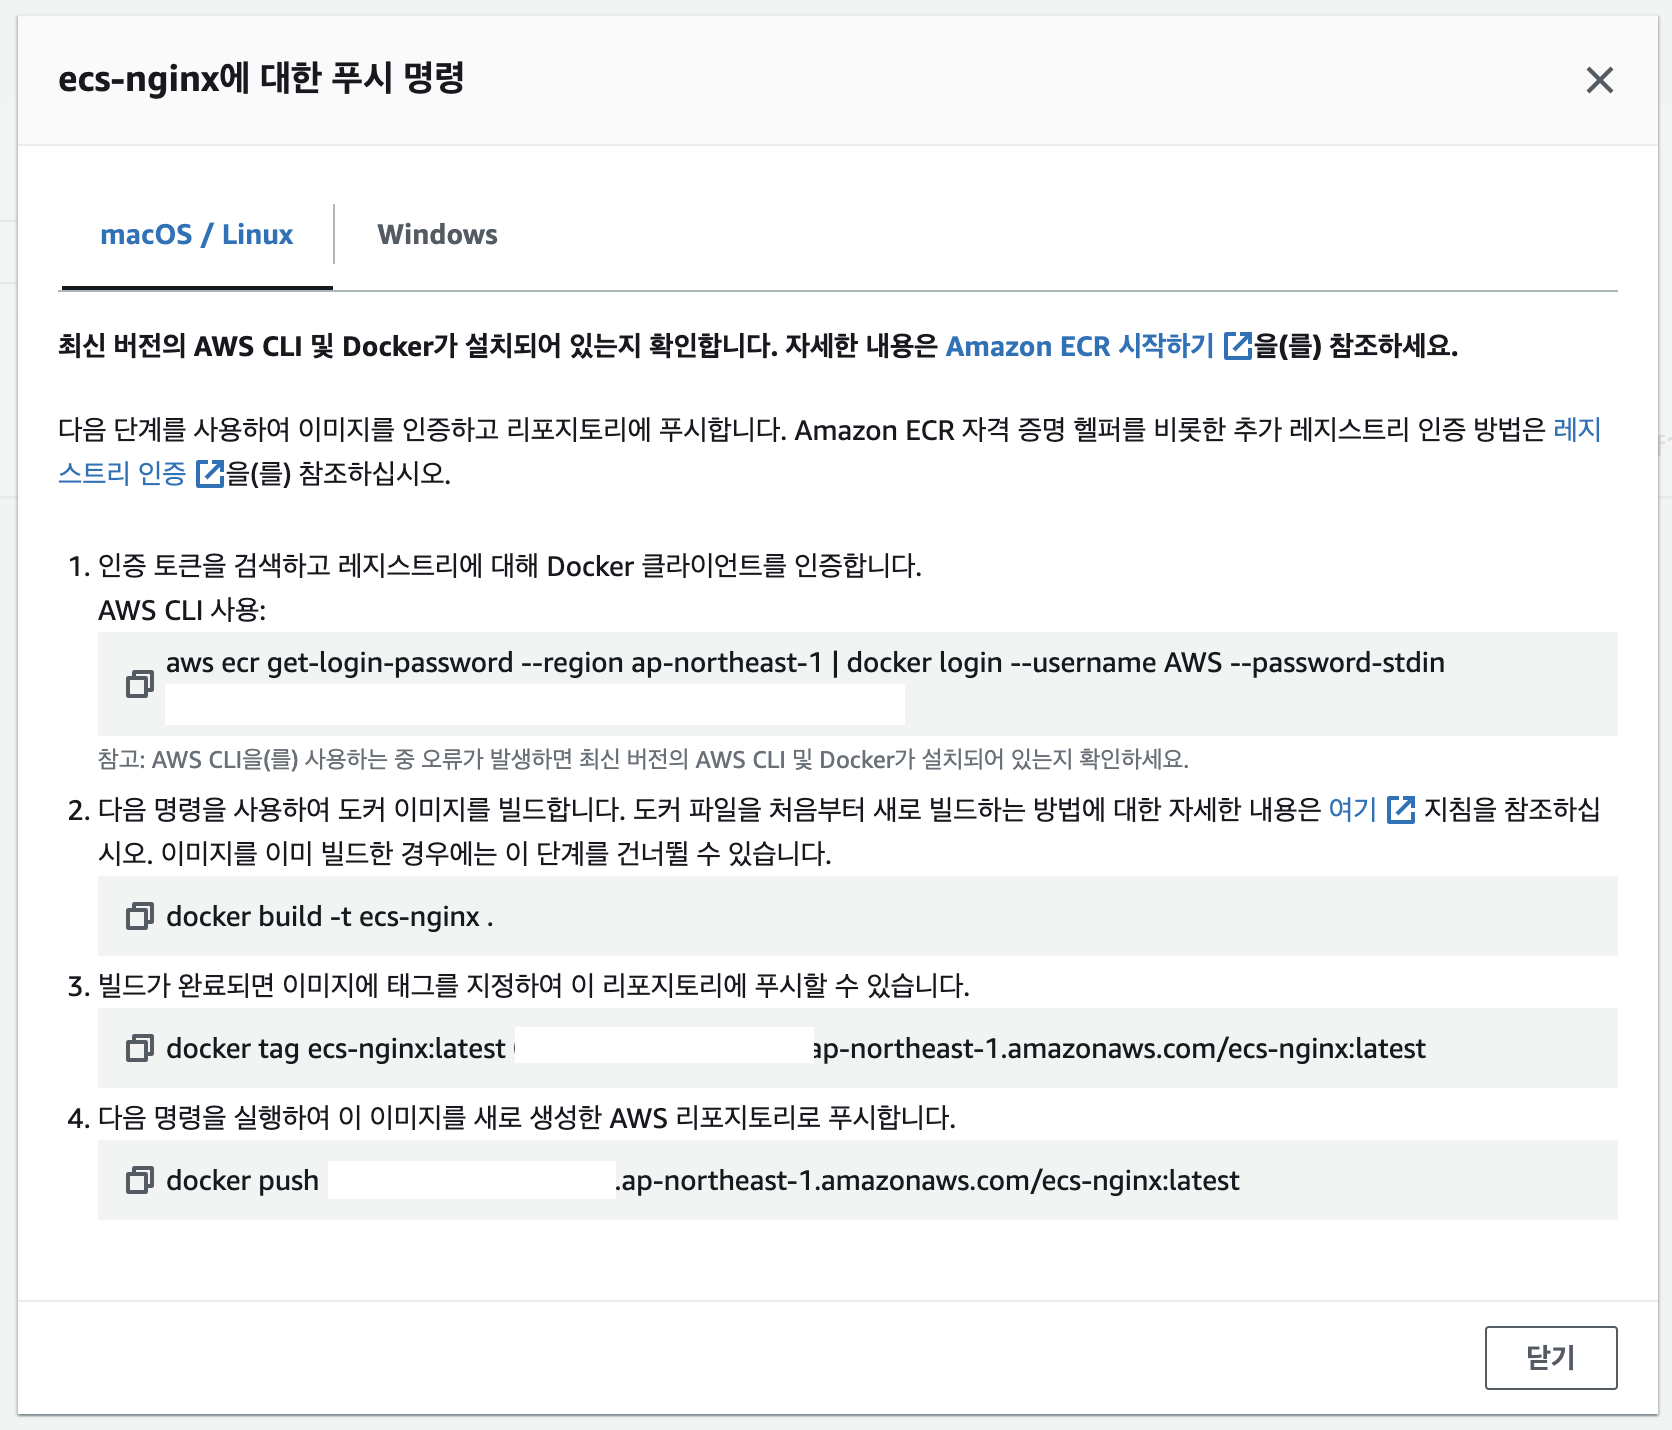 ecs-nginx에 대한 푸시 명령
macOS / Linux
Windows
최신 버전의 AWS CLI 및 Docker가 설치되어 있는지 확인합니다. 자세한 내용은 Amazon ECR 시작하기 을(를) 참조하세요.
다음 단계를 사용하여 이미지를 인증하고 리포지토리에 푸시합니다. Amazon ECR 자격 증명 헬퍼를 비롯한 추가 레지스트리 인증 방법은 레지
스트리 인증 을(를) 참조하십시오.
1. 인증 토큰을 검색하고 레지스트리에 대해 Docker 클라이언트를 인증합니다.
AWS CLI 사용:
aws ecr get-login-password --region ap-northeast-1 | docker login --username AWS --password-stdin
참고: AWS CLI을(를) 사용하는 중 오류가 발생하면 최신 버전의 AWS CLI 및 Docker가 설치되어 있는지 확인하세요.
2. 다음 명령을 사용하여 도커 이미지를 빌드합니다. 도커 파일을 처음부터 새로 빌드하는 방법에 대한 자세한 내용은 여기 지침을 참조하십
시오. 이미지를 이미 빌드한 경우에는 이 단계를 건너뛸 수 있습니다.
docker build -t ecs-nginx .
3. 빌드가 완료되면 이미지에 태그를 지정하여 이 리포지토리에 푸시할 수 있습니다.
docker tag ecs-nginx:latest ap-northeast-1.amazonaws.com/ecs-nginx:latest
4. 다음 명령을 실행하여 이 이미지를 새로 생성한 AWS 리포지토리로 푸시합니다.
docker push .ap-northeast-1.amazonaws.com/ecs-nginx:latest
닫기